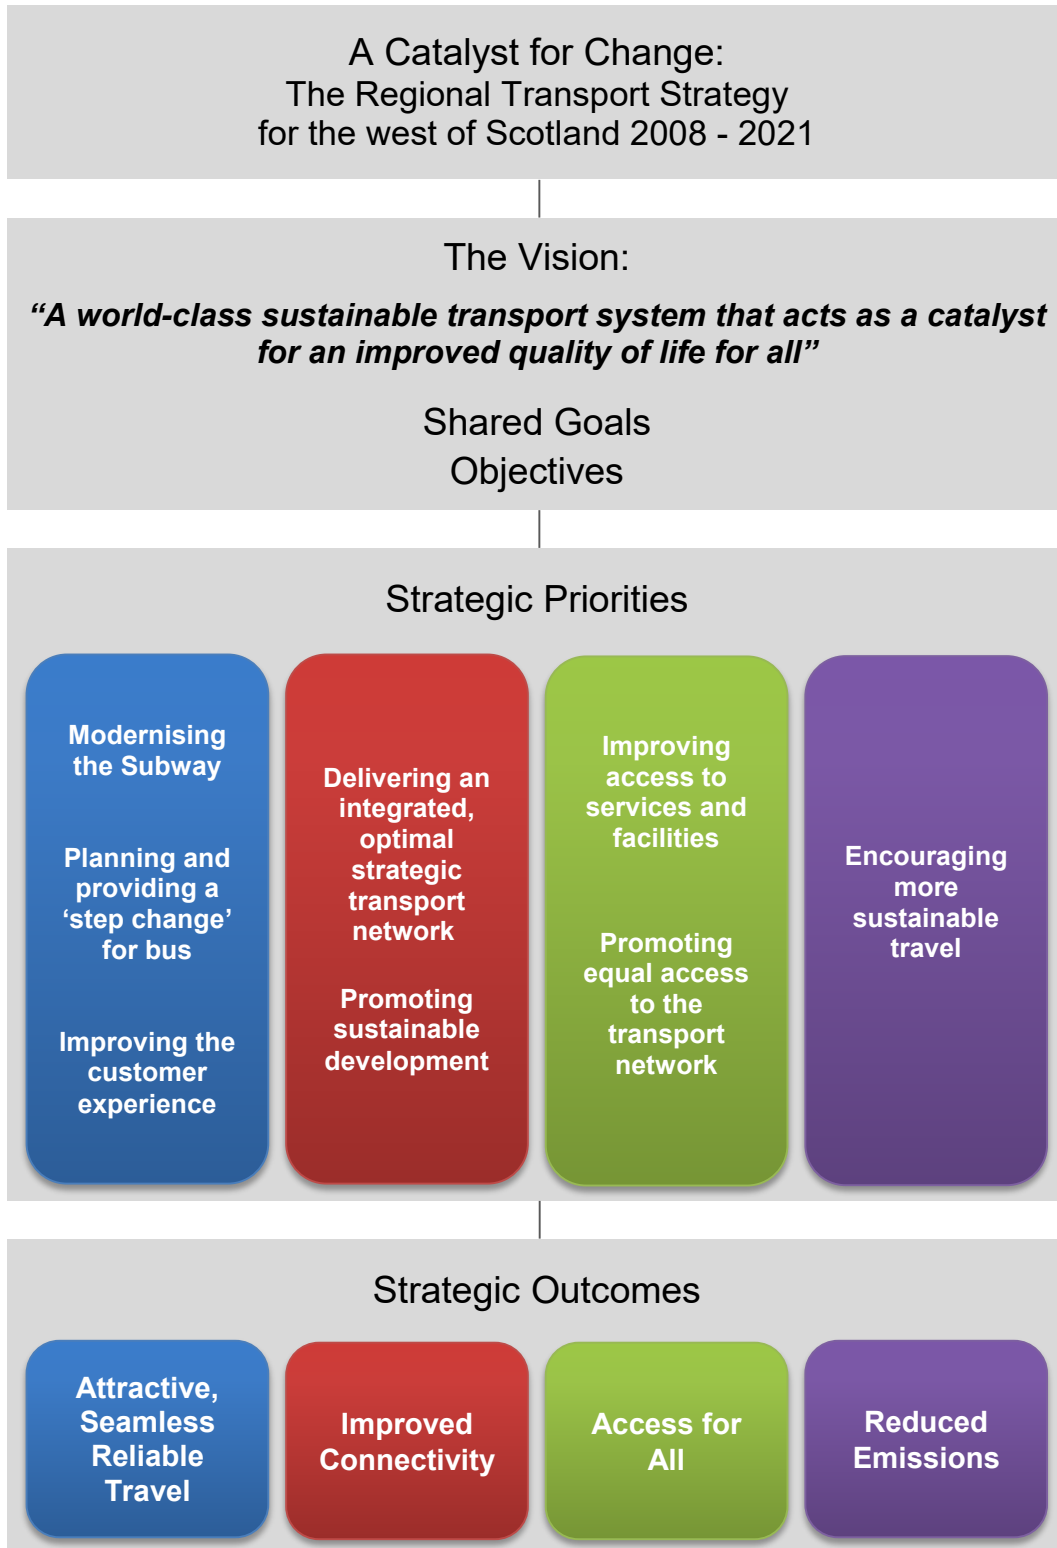 A Catalyst for Change:
The Regional Transport Strategy
for the west of Scotland 2008 - 2021
The Vision:
“A world-class sustainable transport system that acts as a catalyst
for an improved quality of life for all”
Shared Goals
Objectives
Strategic Priorities
Modernising
the Subway
Planning and
providing a
‘step change’
for bus
Improving the
customer
experience
Delivering an
integrated,
optimal
strategic
transport
network
Promoting
sustainable
development
Improving
access to
services and
facilities
Promoting
equal access
to the
transport
network
Encouraging
more
sustainable
travel
Strategic Outcomes
Attractive,
Seamless
Reliable
Travel
Improved
Connectivity
Access for
All
Reduced
Emissions